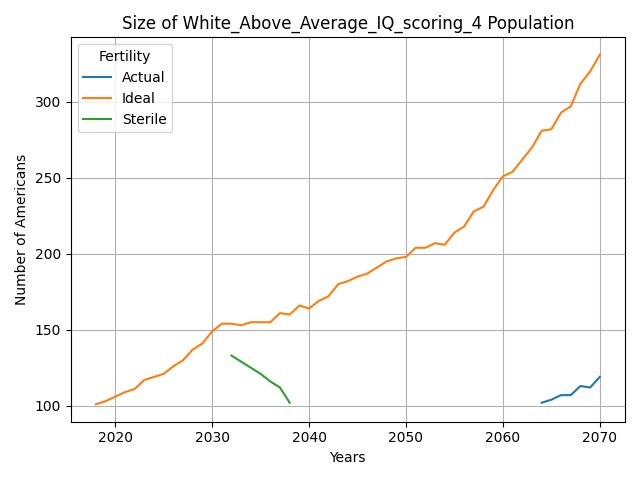 Size of White_Above_Average_IQ_scoring_4 Population
Fertility
Actual
Ideal
Sterile
Number of Americans
300
250
200
150
100
2020 2030 2040 2050 2060 2070
Years